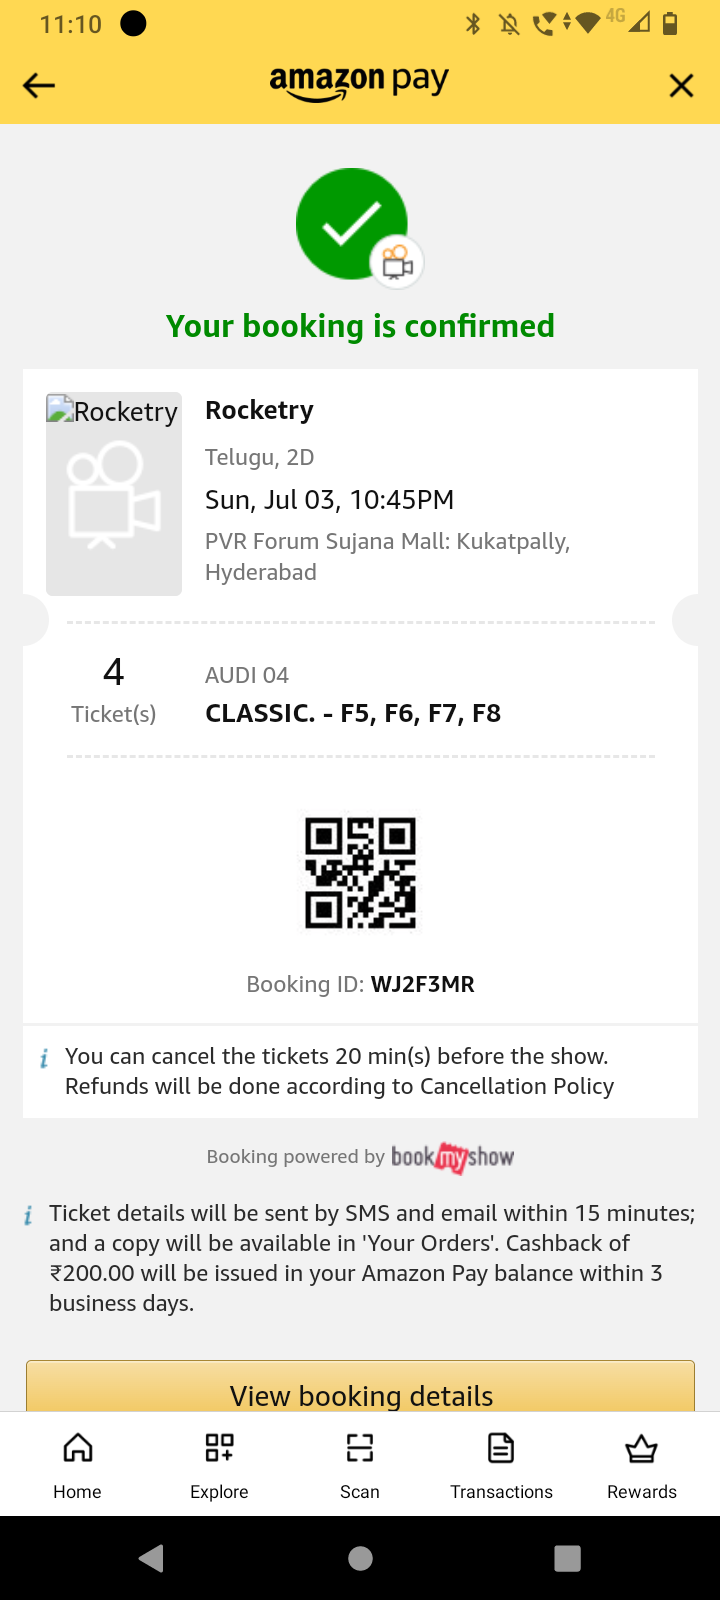 11:10
4G
amazon pay
Your booking is confirmed
Rocketry
Rocketry
Telugu, 2D
Sun, Jul 03, 10:45PM
PVR Forum Sujana Mall: Kukatpally,
Hyderabad
4
Ticket(s)
AUDI 04
CLASSIC. - F5, F6, F7, F8
Booking ID: WJ2F3MR
You can cancel the tickets 20 min(s) before the show.
Refunds will be done according to Cancellation Policy
Booking powered by bookmyshow
Ticket details will be sent by SMS and email within 15 minutes;
and a copy will be available in 'Your Orders'. Cashback of
₹200.00 will be issued in your Amazon Pay balance within 3
business days.
View booking details
Home
Explore
Scan
Transactions
Rewards